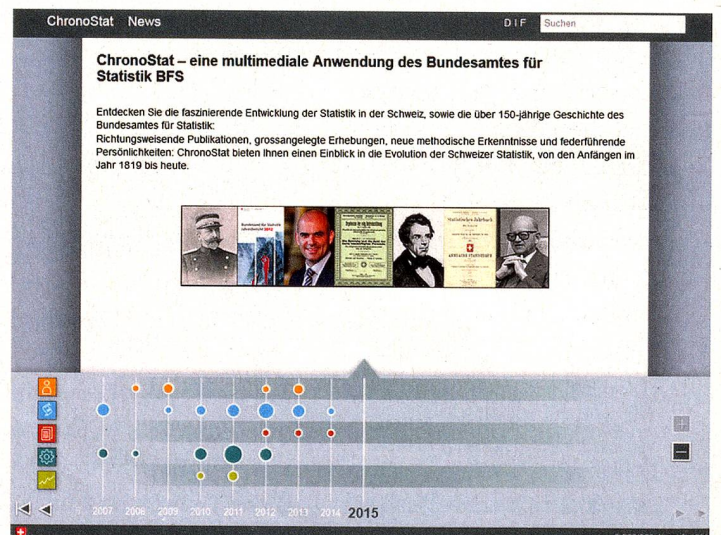 ChronoStat News
D I F
Suchen
ChronoStat – eine multimediale Anwendung des Bundesamtes für
Statistik BFS
Entdecken Sie die faszinierende Entwicklung der Statistik in der Schweiz, sowie die über 150-jährige Geschichte des
Bundesamtes für Statistik:
Richtungsweisende Publikationen, grossangelegte Erhebungen, neue methodische Erkenntnisse und federführende
Persönlichkeiten: ChronoStat bieten Ihnen einen Einblick in die Evolution der Schweizer Statistik, von den Anfängen im
Jahr 1819 bis heute.
Statistisches Jahrbuch
2007 2008 2009 2010 2011 2012 2013 2014 2015